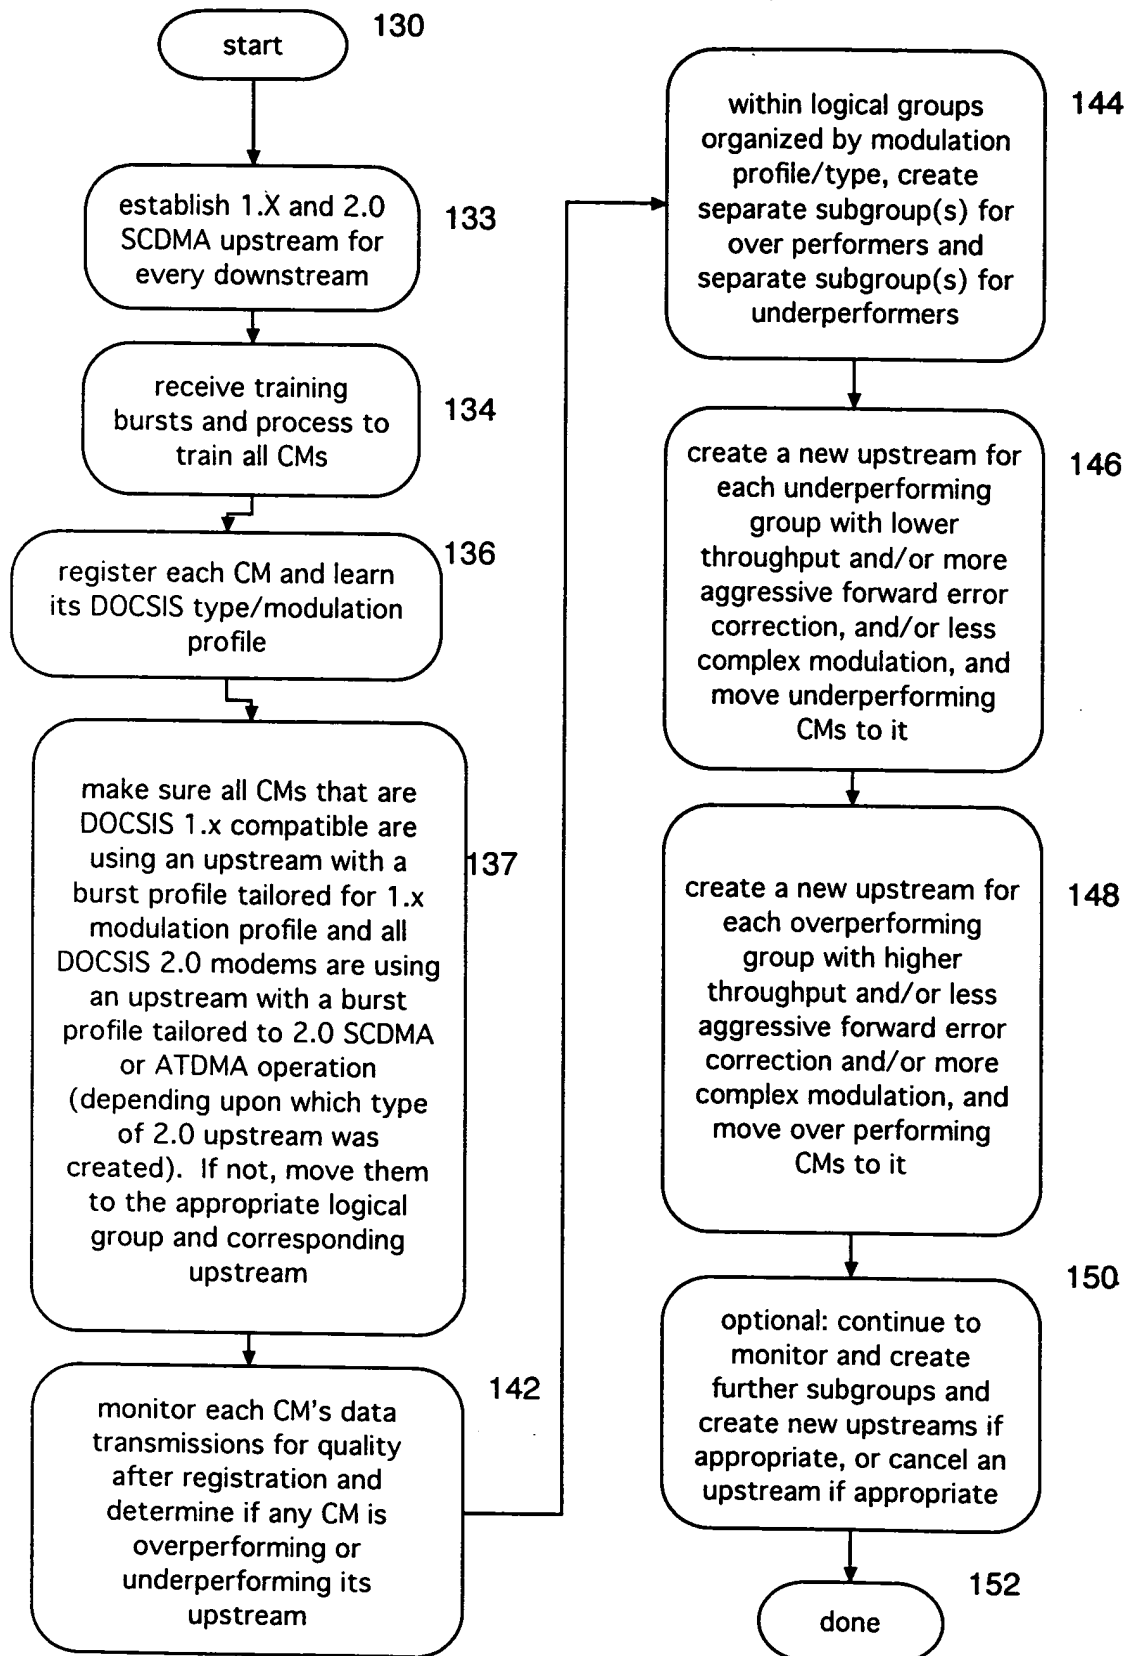 start
130
establish 1.X and 2.0
SCDMA upstream for
every downstream
133
receive training
bursts and process to
train all CMs
134
register each CM and learn
its DOCSIS type/modulation
profile
136
make sure all CMs that are
DOCSIS 1.x compatible are
using an upstream with a
burst profile tailored for 1.x
modulation profile and all
DOCSIS 2.0 modems are using
an upstream with a burst
profile tailored to 2.0 SCDMA
or ATDMA operation
(depending upon which type
of 2.0 upstream was
created). If not, move them
to the appropriate logical
group and corresponding
upstream
137
monitor each CM's data
transmissions for quality
after registration and
determine if any CM is
overperforming or
underperforming its
upstream
142
within logical groups
organized by modulation
profile/type, create
separate subgroup(s) for
over performers and
separate subgroup(s) for
underperformers
144
create a new upstream for
each underperforming
group with lower
throughput and/or more
aggressive forward error
correction, and/or less
complex modulation, and
move underperforming
CMs to it
146
create a new upstream for
each overperforming
group with higher
throughput and/or less
aggressive forward error
correction and/or more
complex modulation, and
move over performing
CMs to it
148
optional: continue to
monitor and create
further subgroups and
create new upstreams if
appropriate, or cancel an
upstream if appropriate
150
done
152